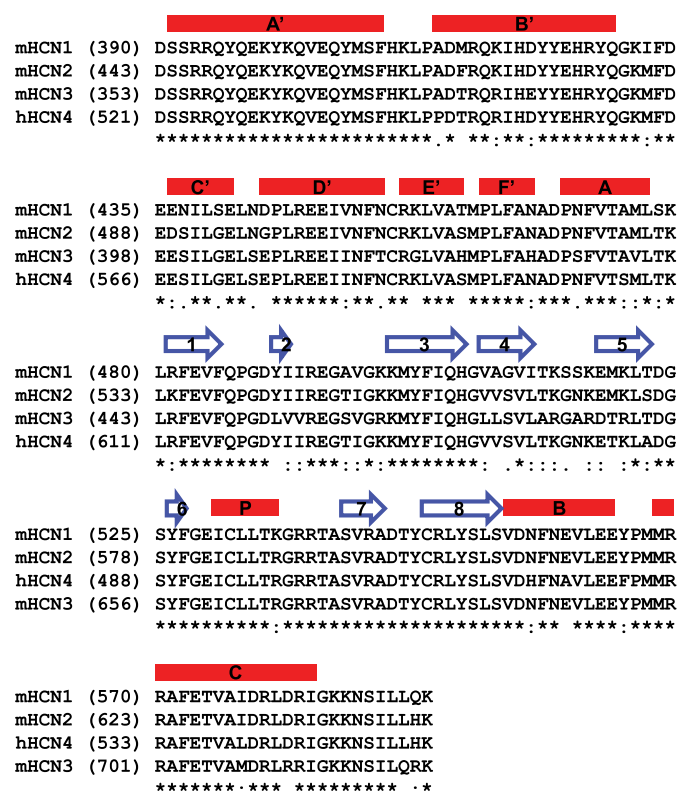 A’ B’
mHCN1 (390) DSSRRQYQEKYKQVEQYMSFHKLPADMRQKIHDYYEHRYQGKIFD
mHCN2 (443) DSSRRQYQEKYKQVEQYMSFHKLPADFRQKIHDYYEHRYQGKMFD
mHCN3 (353) DSSRRQYQEKYKQVEQYMSFHKLPADTRQRIHEYYEHRYQGKMFD
hHCN4 (521) DSSRRQYQEKYKQVEQYMSFHKLPPDTRQRIHDYYEHRYQGKMFD
************************.* **:**:*********:**
C’ D’ E’ F’ A
mHCN1 (435) EENILSELNDPLREEIVNFNCRKLVATMPLFANADPNFVTAMLSK
mHCN2 (488) EDSILGELNGPLREEIVNFNCRKLVASMPLFANADPNFVTAMLTK
mHCN3 (398) EESILGELSEPLREEIINFTCRGLVAHMPLFAHADPSFVTAVLTK
hHCN4 (566) EESILGELSEPLREEIINFNCRKLVASMPLFANADPNFVTSMLTK
*:.**.**. ******:**.** *** *****:***.***::*:*
1 2 3 4 5
mHCN1 (480) LRFEVFQPGDYIIREGAVGKKMYFIQHGVAGVITKSSKEMKLTDG
mHCN2 (533) LKFEVFQPGDYIIREGTIGKKMYFIQHGVVSVLTKGNKEMKLSDG
mHCN3 (443) LRFEVFQPGDLVVREGSVGRKMYFIQHGLLSVLARGARDTRLTDG
hHCN4 (611) LRFEVFQPGDYIIREGTIGKKMYFIQHGVVSVLTKGNKETKLADG
*:******** ::***::*:********: .*::. :: :*:**
6 P 7 8 B
mHCN1 (525) SYFGEICLLTKGRRTASVRADTYCRLYSLSVDNFNEVLEEYPMMR
mHCN2 (578) SYFGEICLLTRGRRTASVRADTYCRLYSLSVDNFNEVLEEYPMMR
hHCN4 (488) SYFGEICLLTRGRRTASVRADTYCRLYSLSVDHFNAVLEEFPMMR
mHCN3 (656) SYFGEICLLTRGRRTASVRADTYCRLYSLSVDNFNEVLEEYPMMR
**********:*********************:** ****:****
C
mHCN1 (570) RAFETVAIDRLDRIGKKNSILLQK
mHCN2 (623) RAFETVAIDRLDRIGKKNSILLHK
hHCN4 (533) RAFETVALDRLDRIGKKNSILLHK
mHCN3 (701) RAFETVAMDRLRRIGKKNSILQRK
*******.*** ********* .*